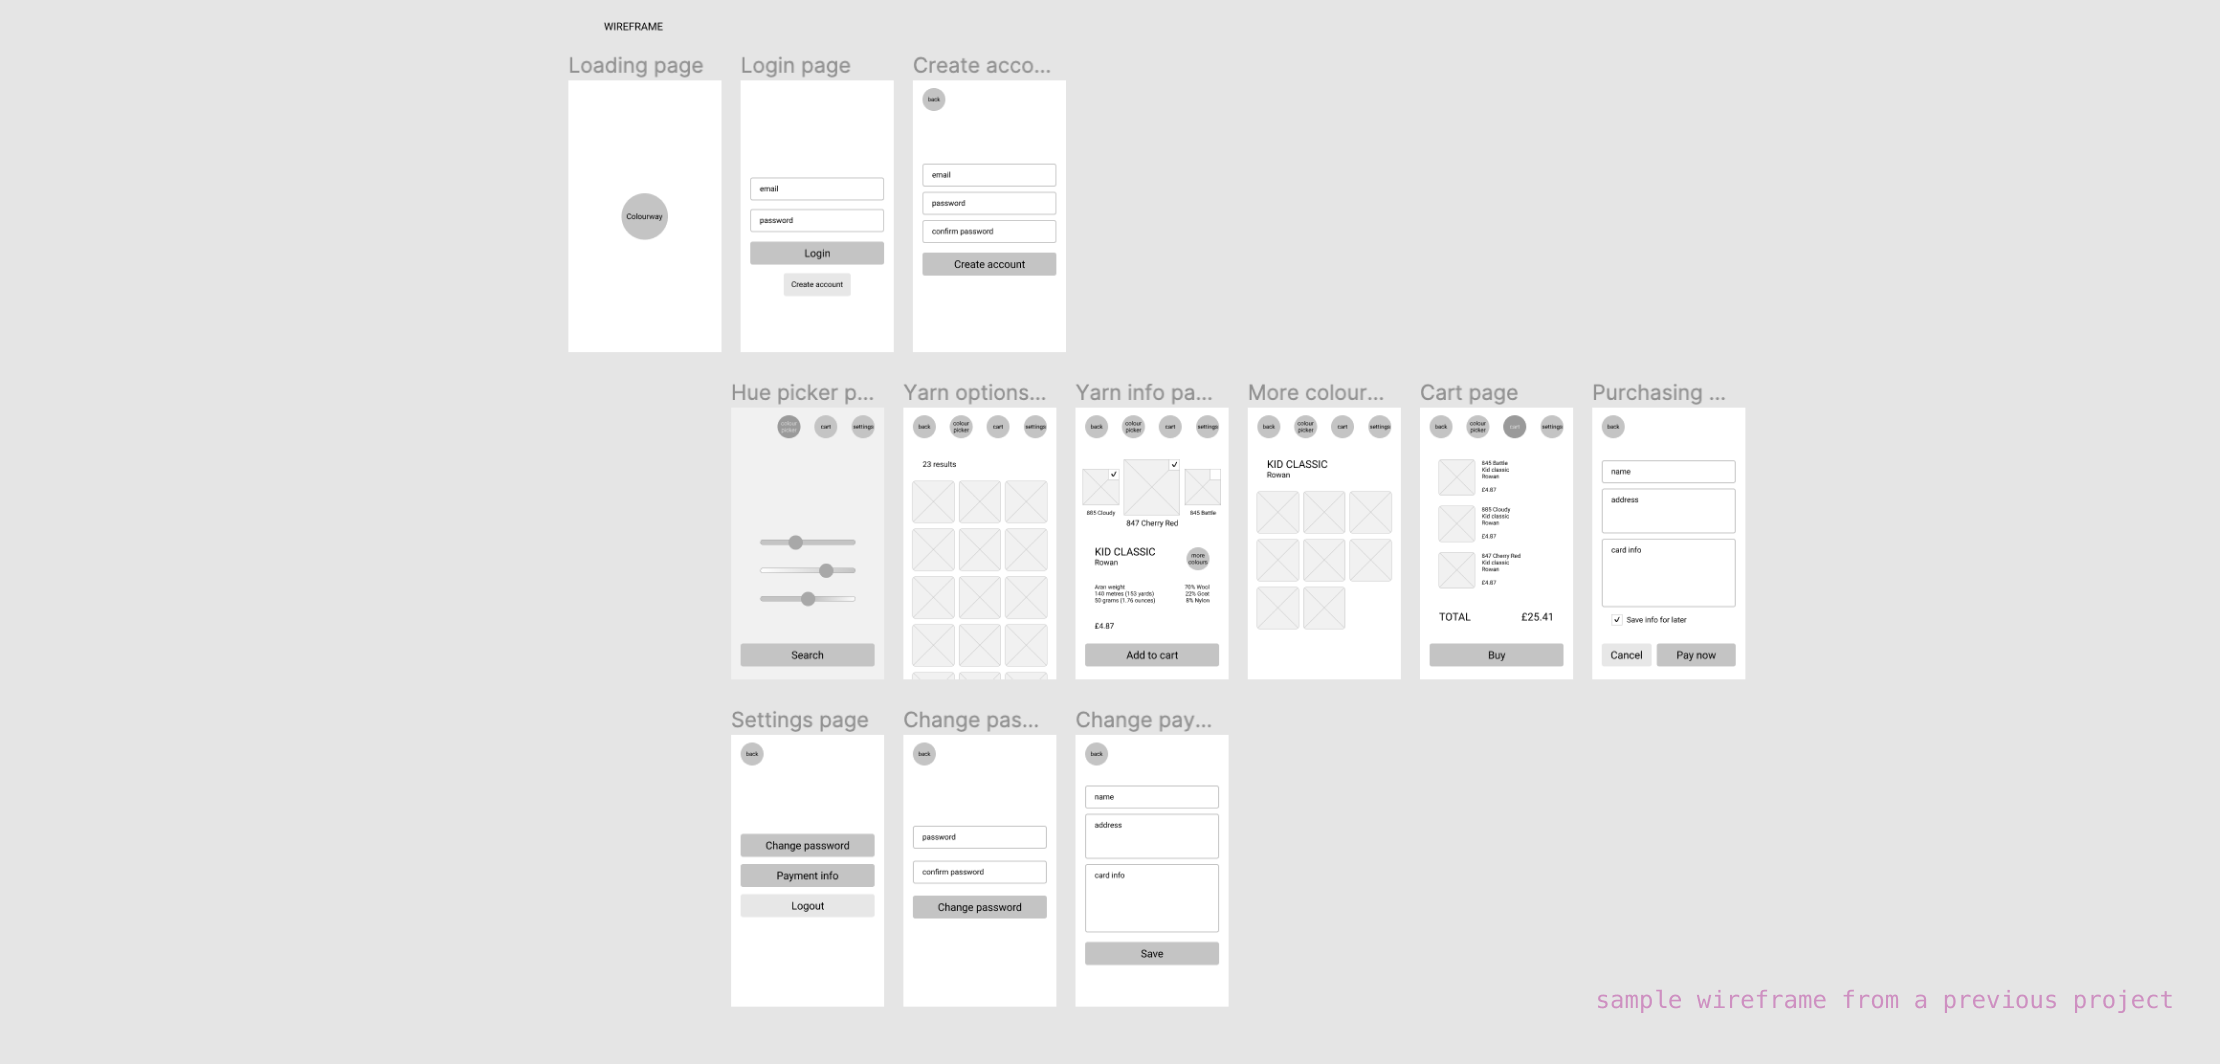 WIREFRAME
Loading page
Colourway
Login page
email
password
Login
Create account
Create acco...
back
email
password
confirm password
Create account
Hue picker p...
colour
picker
cart
settings
Search
Yarn options...
back
colour
picker
cart
settings
23 results
Yarn info pa...
back
colour
picker
cart
settings
885 Cloudy
847 Cherry Red
845 Battle
KID CLASSIC
Rowan
more
colours
Aran weight
140 metres (153 yards)
50 grams (1.76 ounces)
70% Wool
22% Goat
8% Nylon
£4.87
Add to cart
More colour...
back
colour
picker
cart
settings
KID CLASSIC
Rowan
Cart page
back
colour
picker
cart
settings
845 Battle
Kid classic
Rowan
£4.87
885 Cloudy
Kid classic
Rowan
£4.87
847 Cherry Red
Kid classic
Rowan
£4.87
TOTAL £25.41
Buy
Purchasing ...
back
name
address
card info
Save info for later
Cancel
Pay now
Settings page
back
Change password
Payment info
Logout
Change pas...
back
password
confirm password
Change password
Change pay...
back
name
address
card info
Save
sample wireframe from a previous project